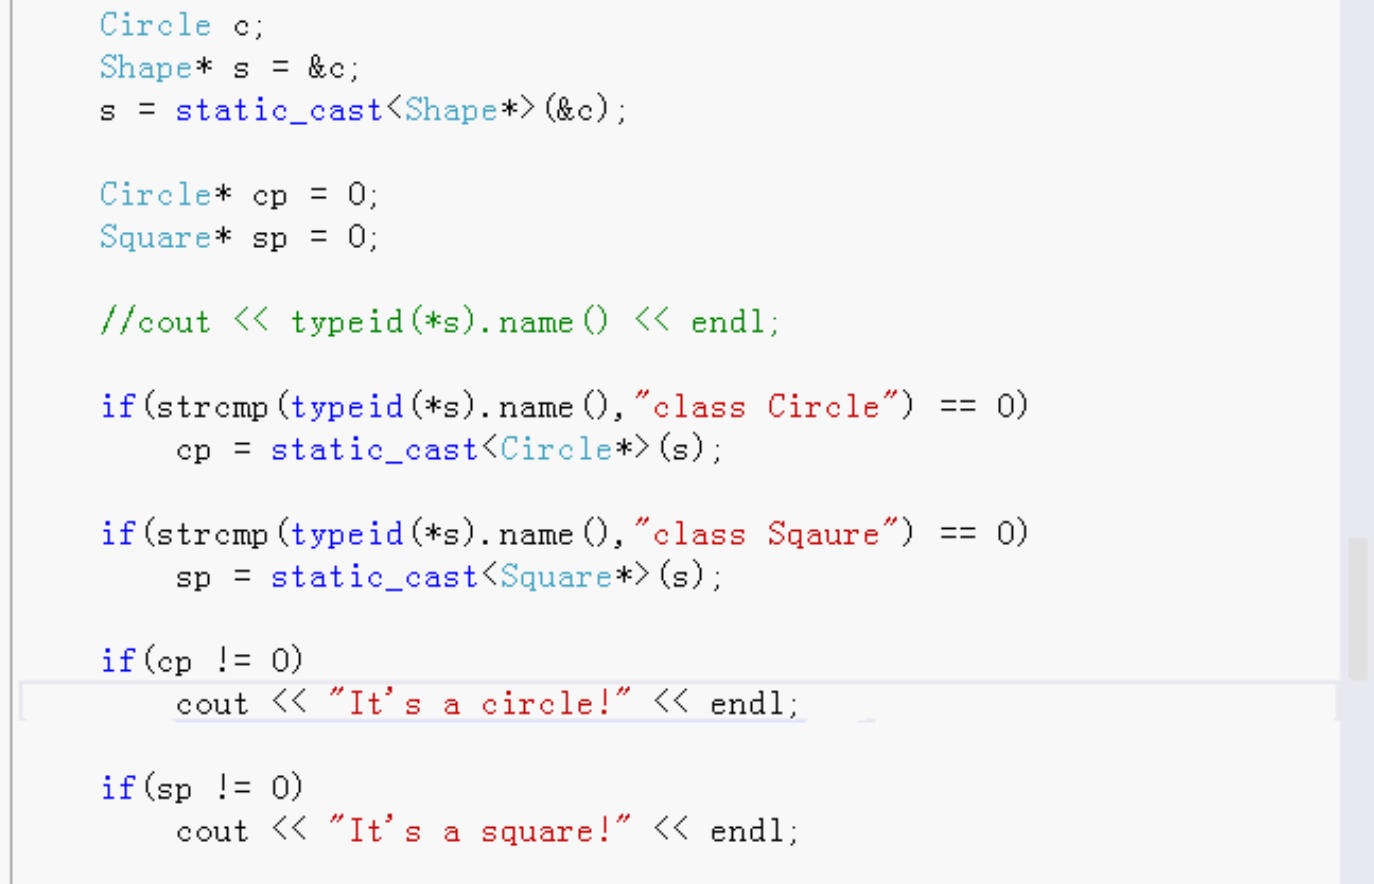 Circle c;
Shape* s = &c;
s = static_cast<Shape*>(&c);
Circle* cp = 0;
Square* sp = 0;
//cout << typeid(*s).name() << endl;
if(strcmp(typeid(*s).name(),"class Circle") == 0)
cp = static_cast<Circle*>(s);
if(strcmp(typeid(*s).name(),"class Sqaure") == 0)
sp = static_cast<Square*>(s);
if(cp != 0)
cout << "It's a circle!" << endl;
if(sp != 0)
cout << "It's a square!" << endl;